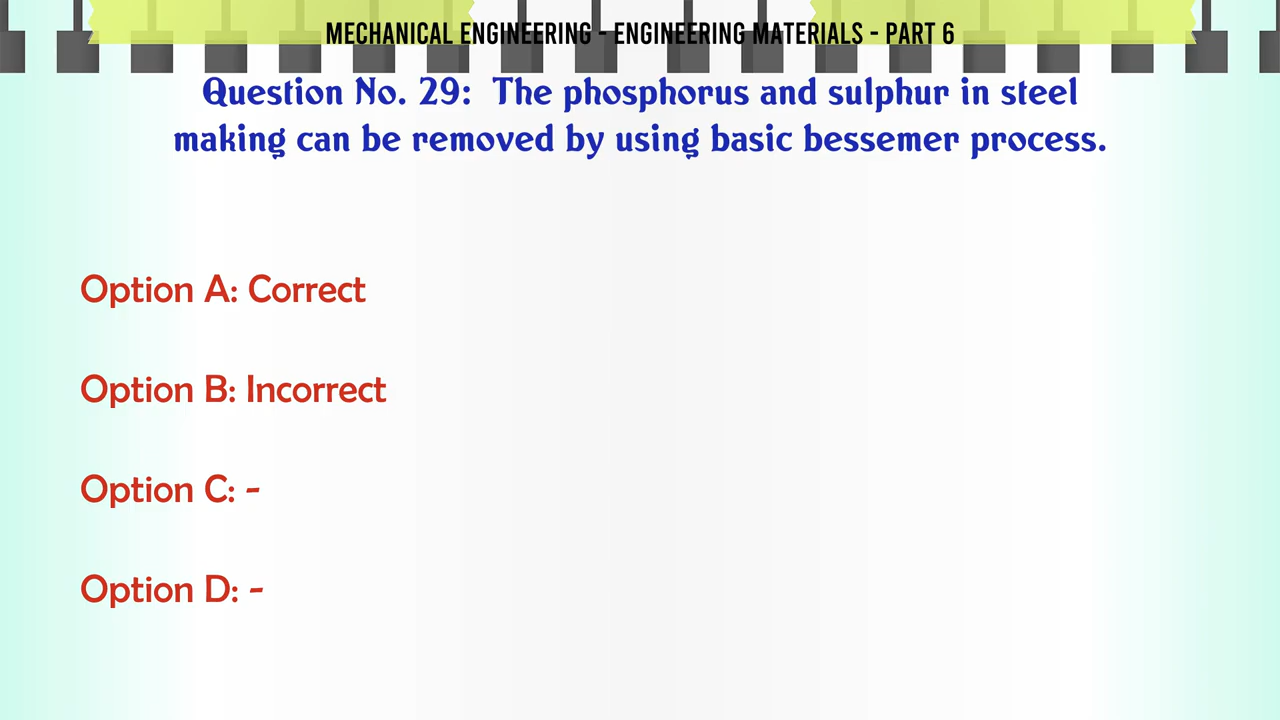 MECHANICAL ENGINEERING - ENGINEERING MATERIALS - PART 6
Question No. 29: The phosphorus and sulphur in steel
making can be removed by using basic bessemer process.
Option A: Correct
Option B: Incorrect
Option C: -
Option D: -